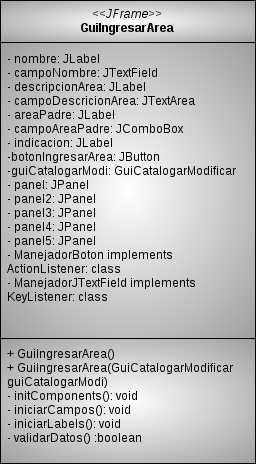 <<JFrame>>
GuiIngresarArea
- nombre: JLabel
- campoNombre: JTextField
- descripcionArea: JLabel
- campoDescricionArea: JTextArea
- areaPadre: JLabel
- campoAreaPadre: JComboBox
- indicacion: JLabel
-botonIngresarArea: JButton
-guiCatalogarModi: GuiCatalogarModificar
- panel: JPanel
- panel2: JPanel
- panel3: JPanel
- panel4: JPanel
- panel5: JPanel
- ManejadorBoton implements
ActionListener: class
- ManejadorJTextField implements
KeyListener: class
+ GuiIngresarArea()
+ GuiIngresarArea(GuiCatalogarModificar
guiCatalogarModi)
- initComponents(): void
- iniciarCampos(): void
- iniciarLabels(): void
- validarDatos() :boolean